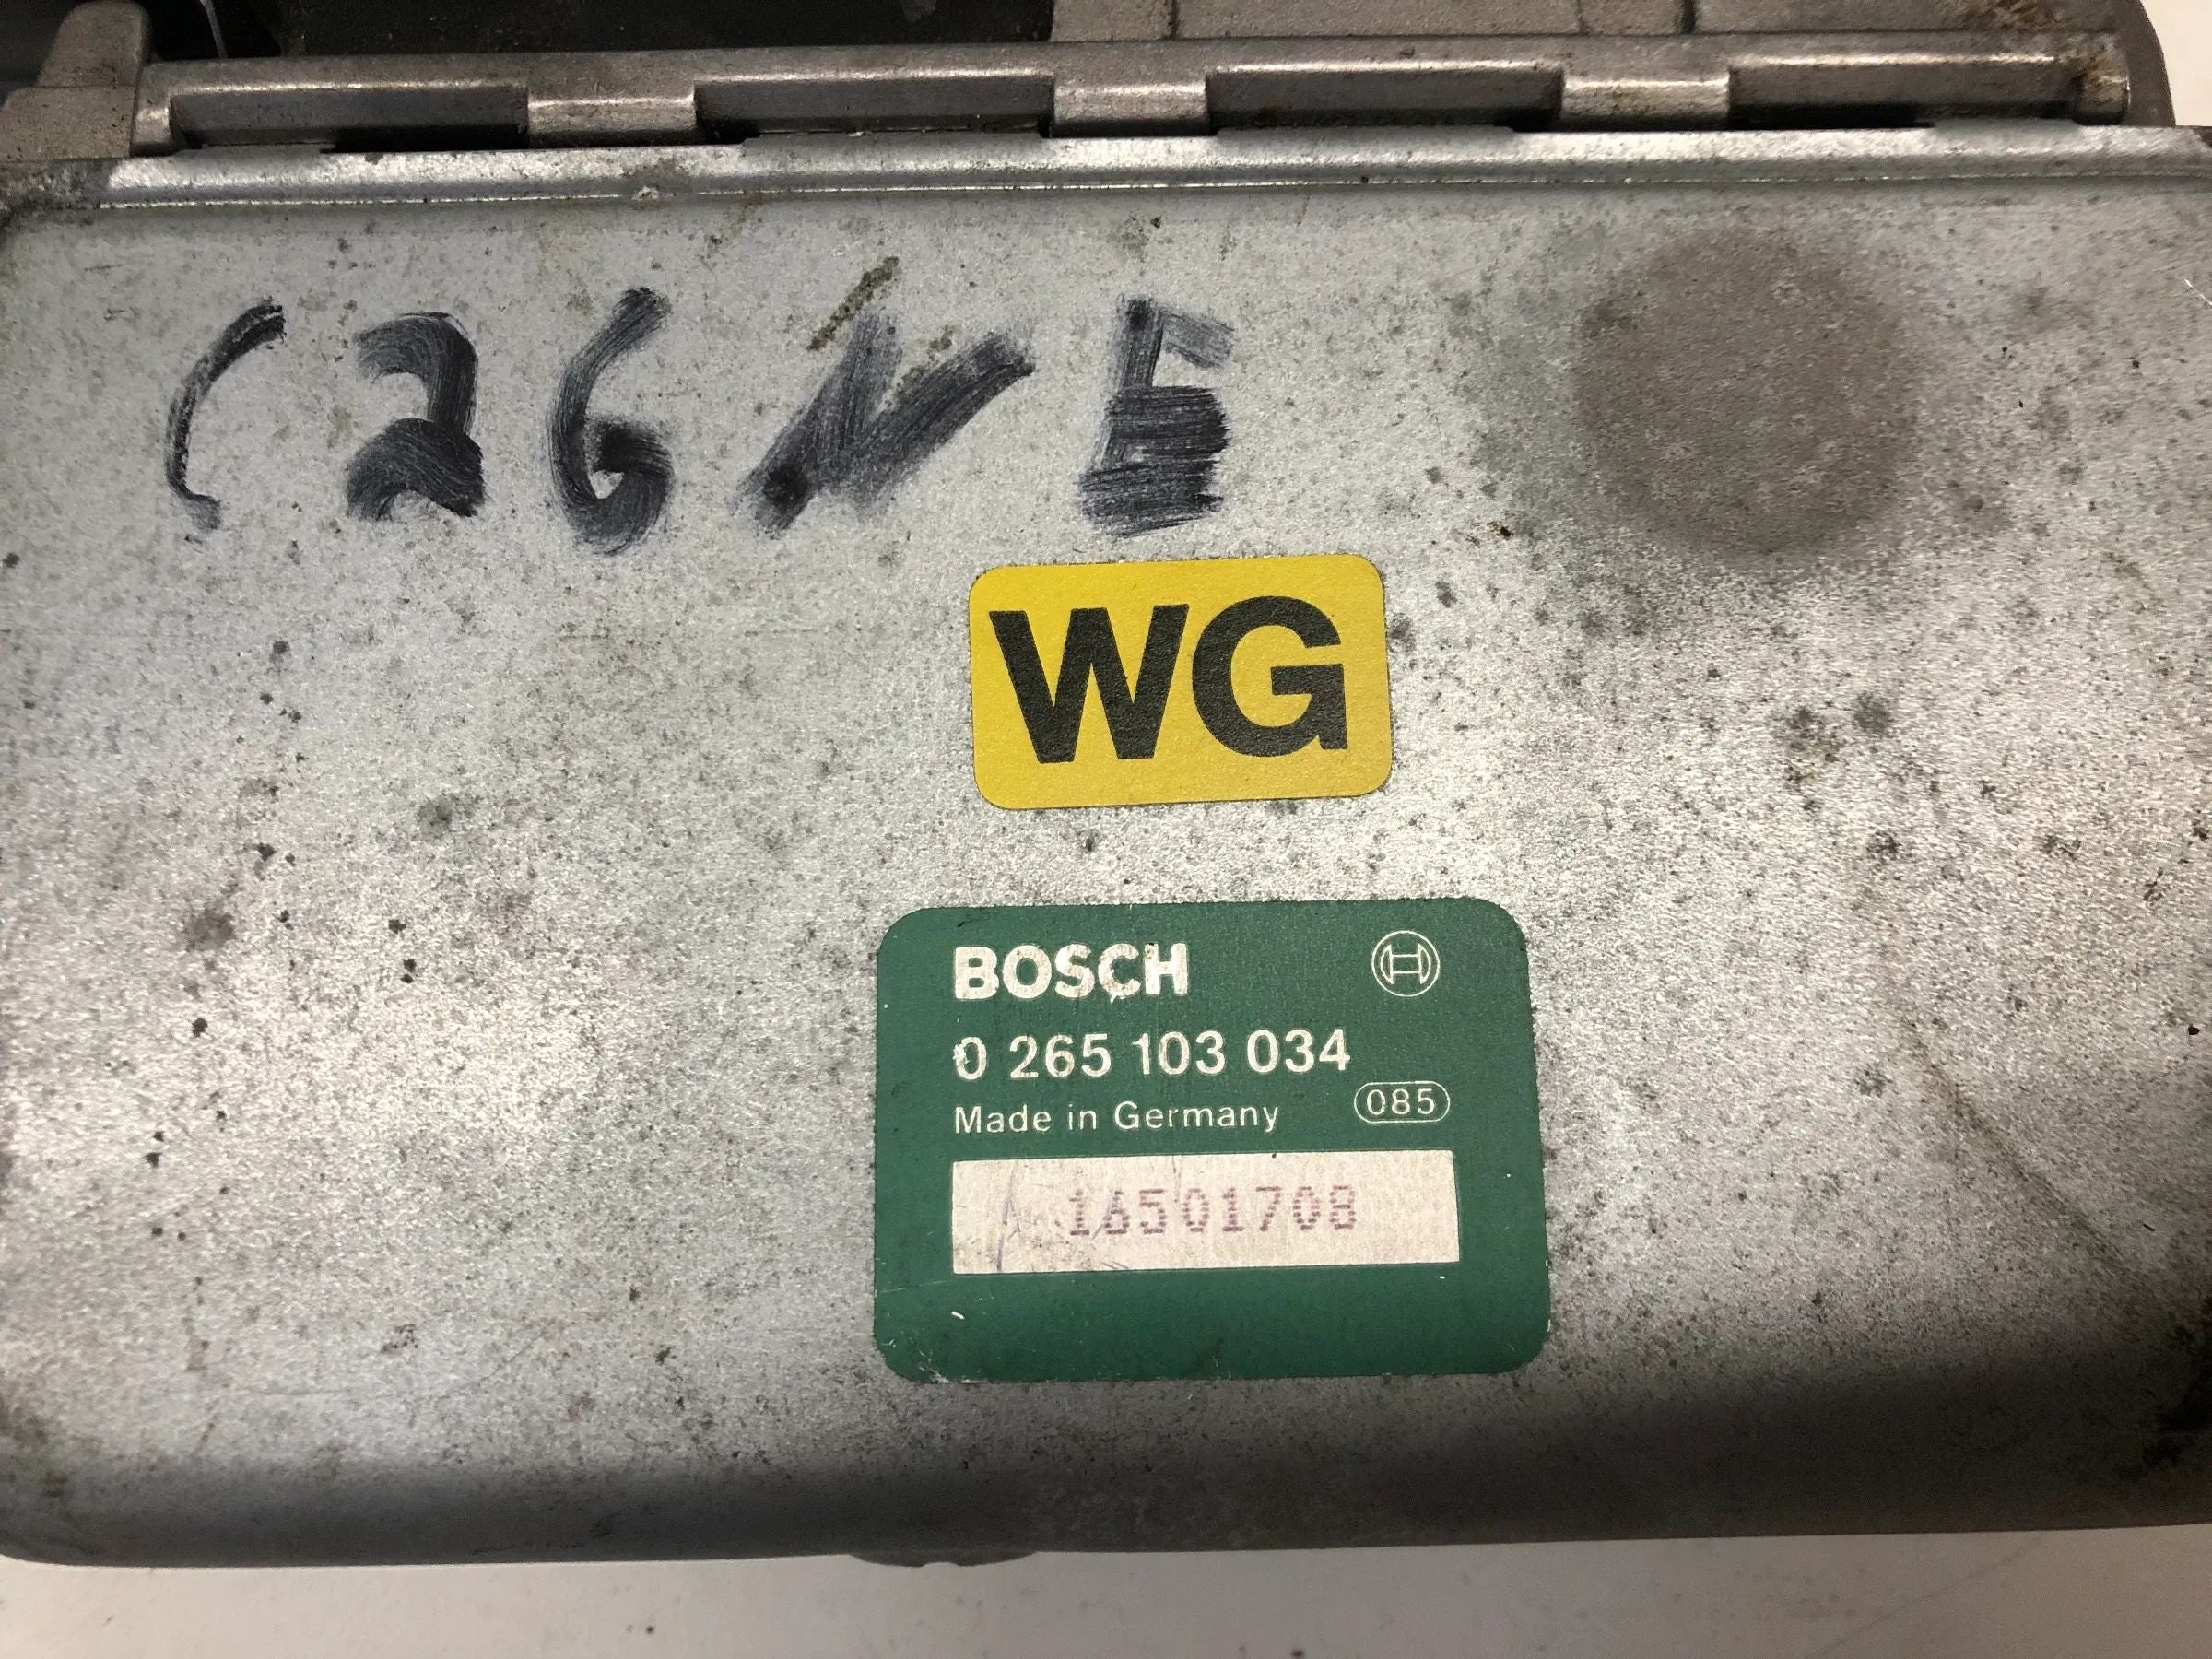 C26NE
WG
BOSCH
0 265 103 034
Made in Germany 085
16501708